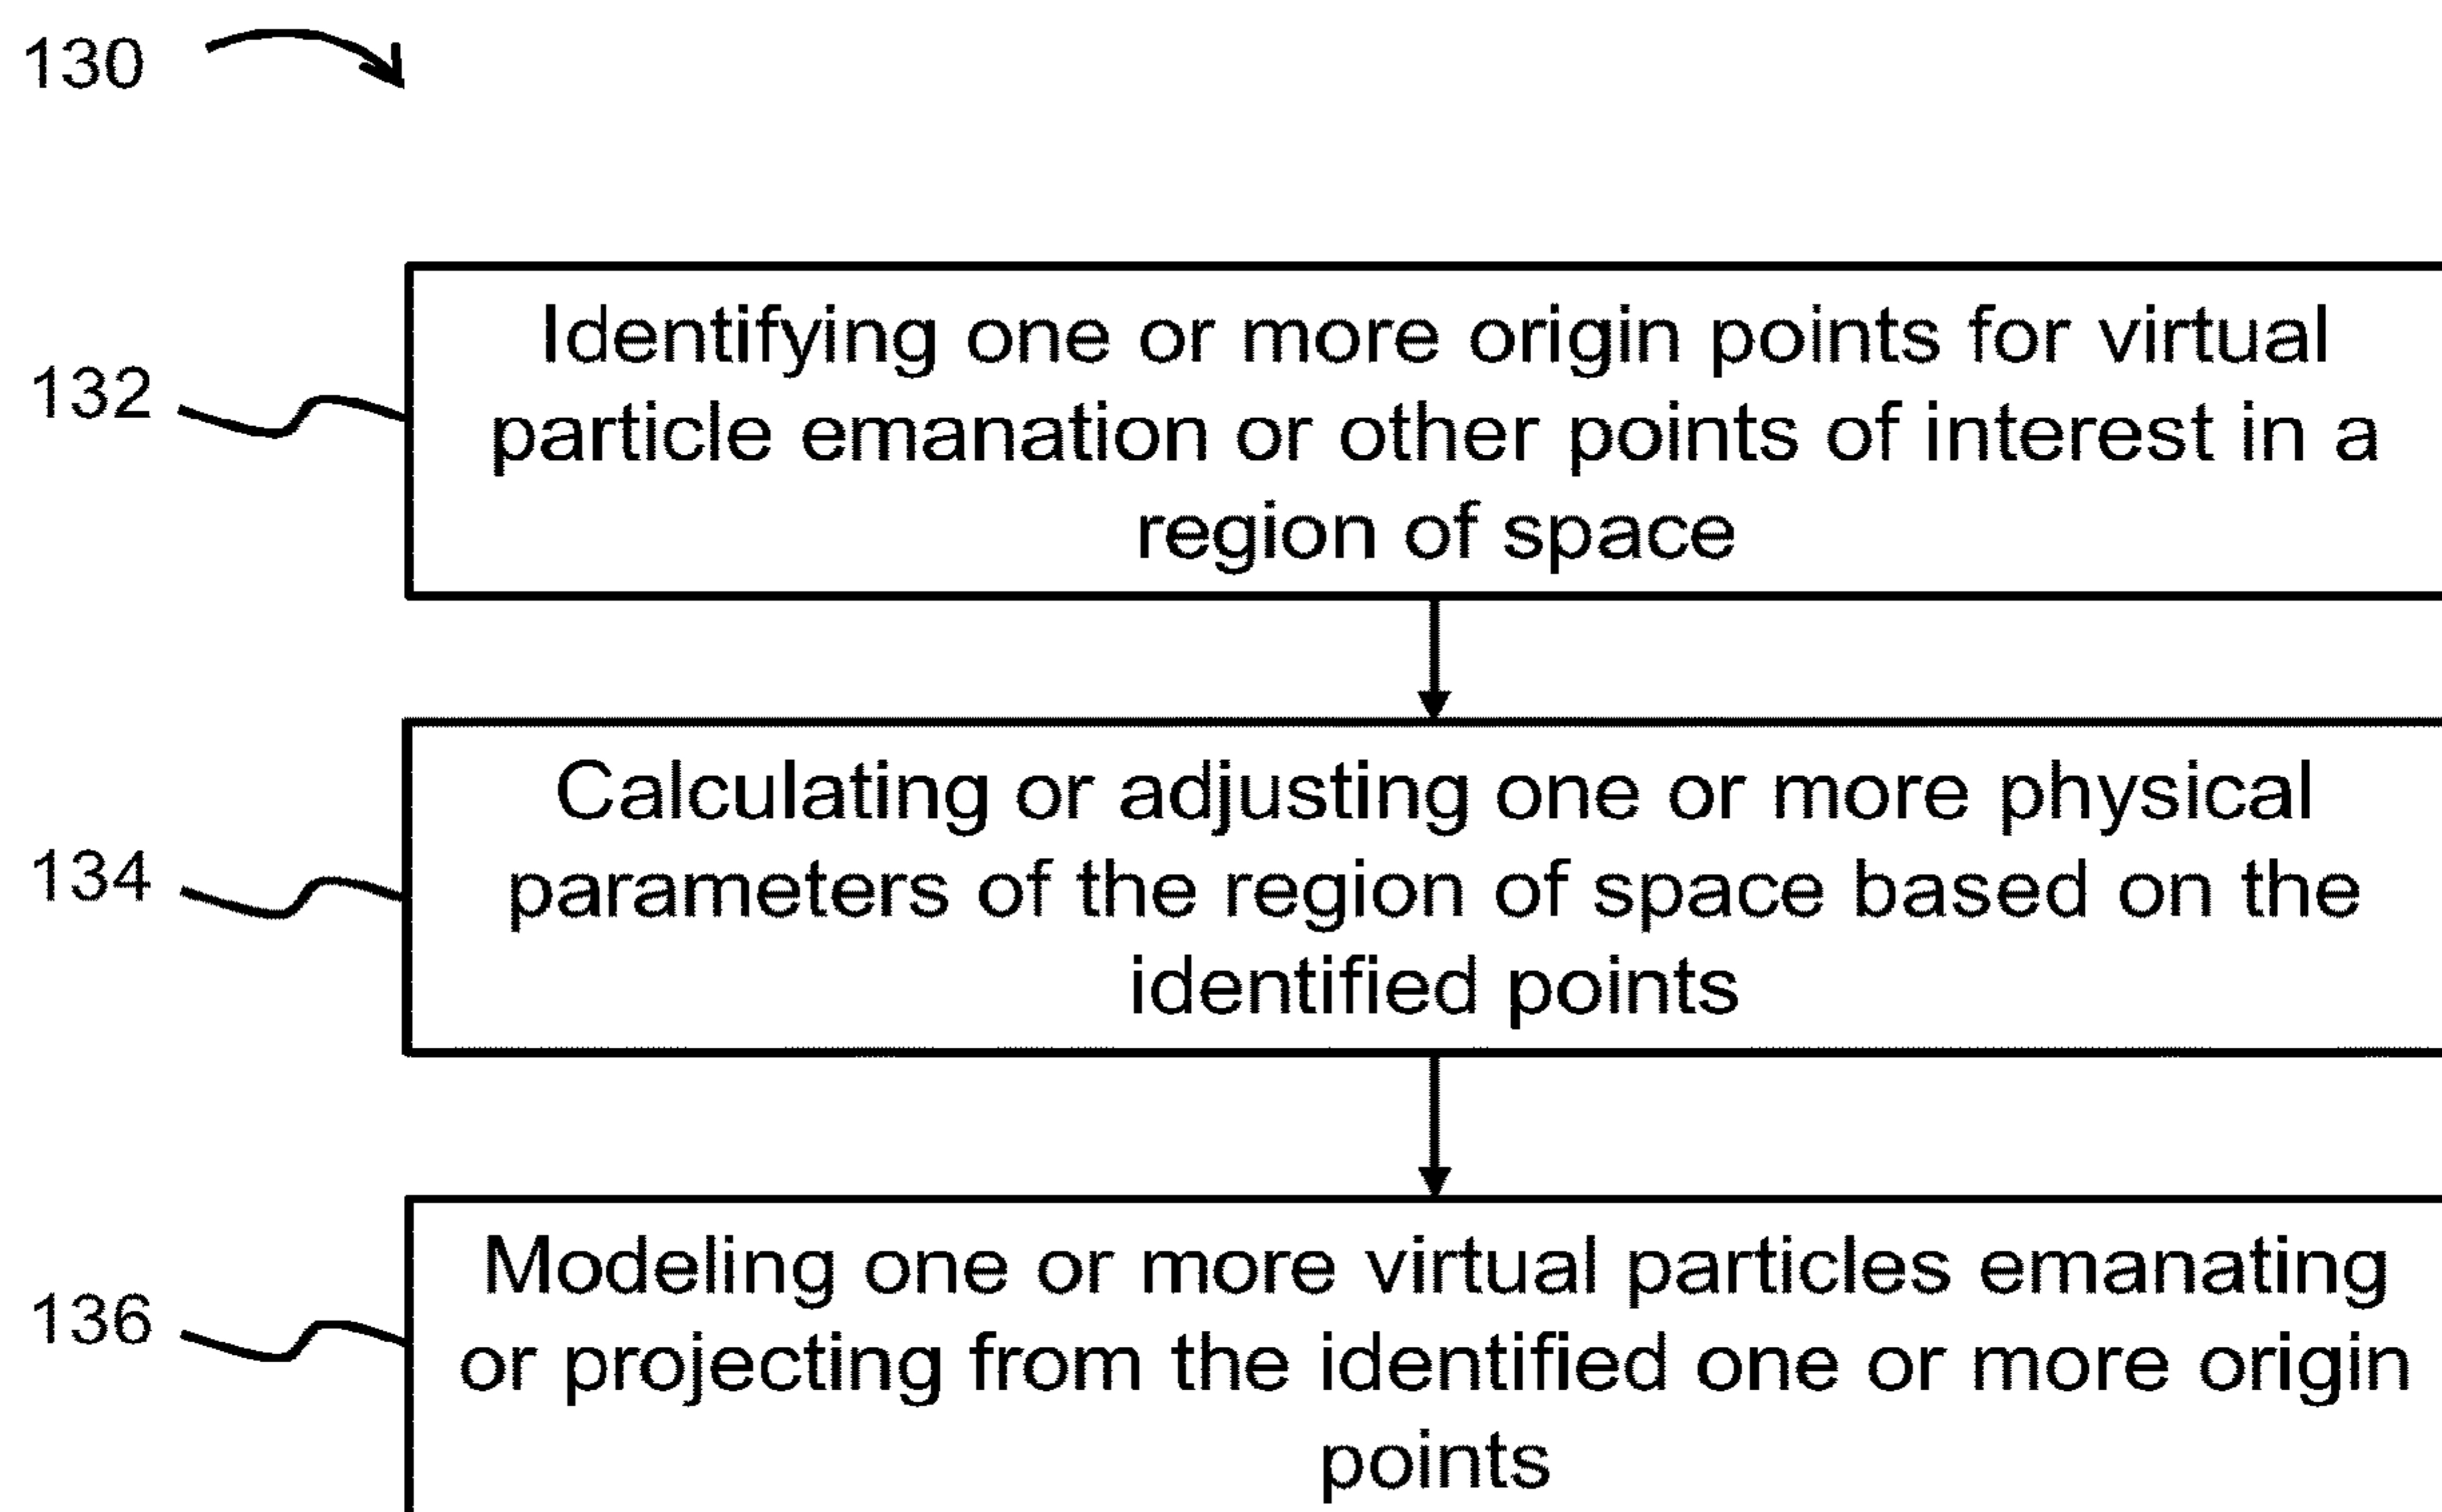 130
132
Identifying one or more origin points for virtual
particle emanation or other points of interest in a
region of space
134
Calculating or adjusting one or more physical
parameters of the region of space based on the
identified points
136
Modeling one or more virtual particles emanating
or projecting from the identified one or more origin
points